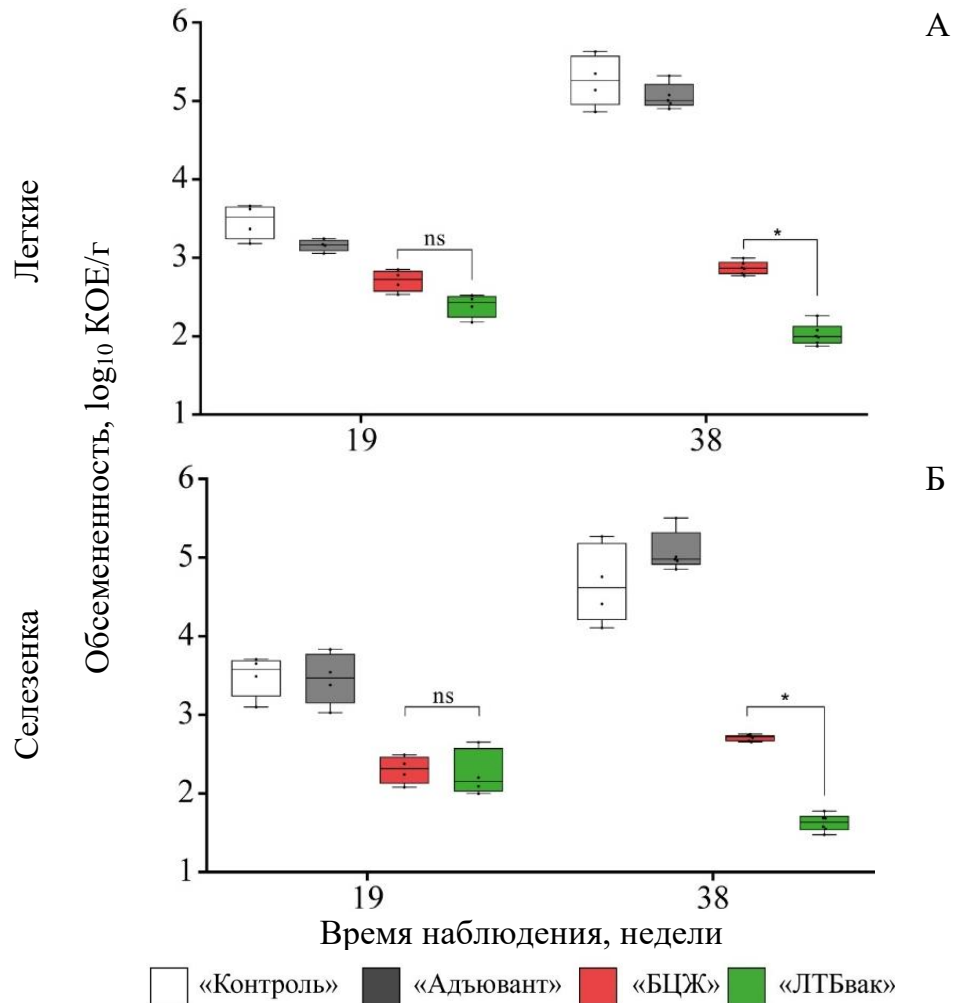 А
6
5
4
3
2
1
ns
*
19
38
Легкие
Обсемененность, log₁₀ КОЕ/г
Б
6
5
4
3
2
1
ns
*
19
38
Селезенка
Время наблюдения, недели
«Контроль» «Адъювант» «БЦЖ» «ЛТБвак»